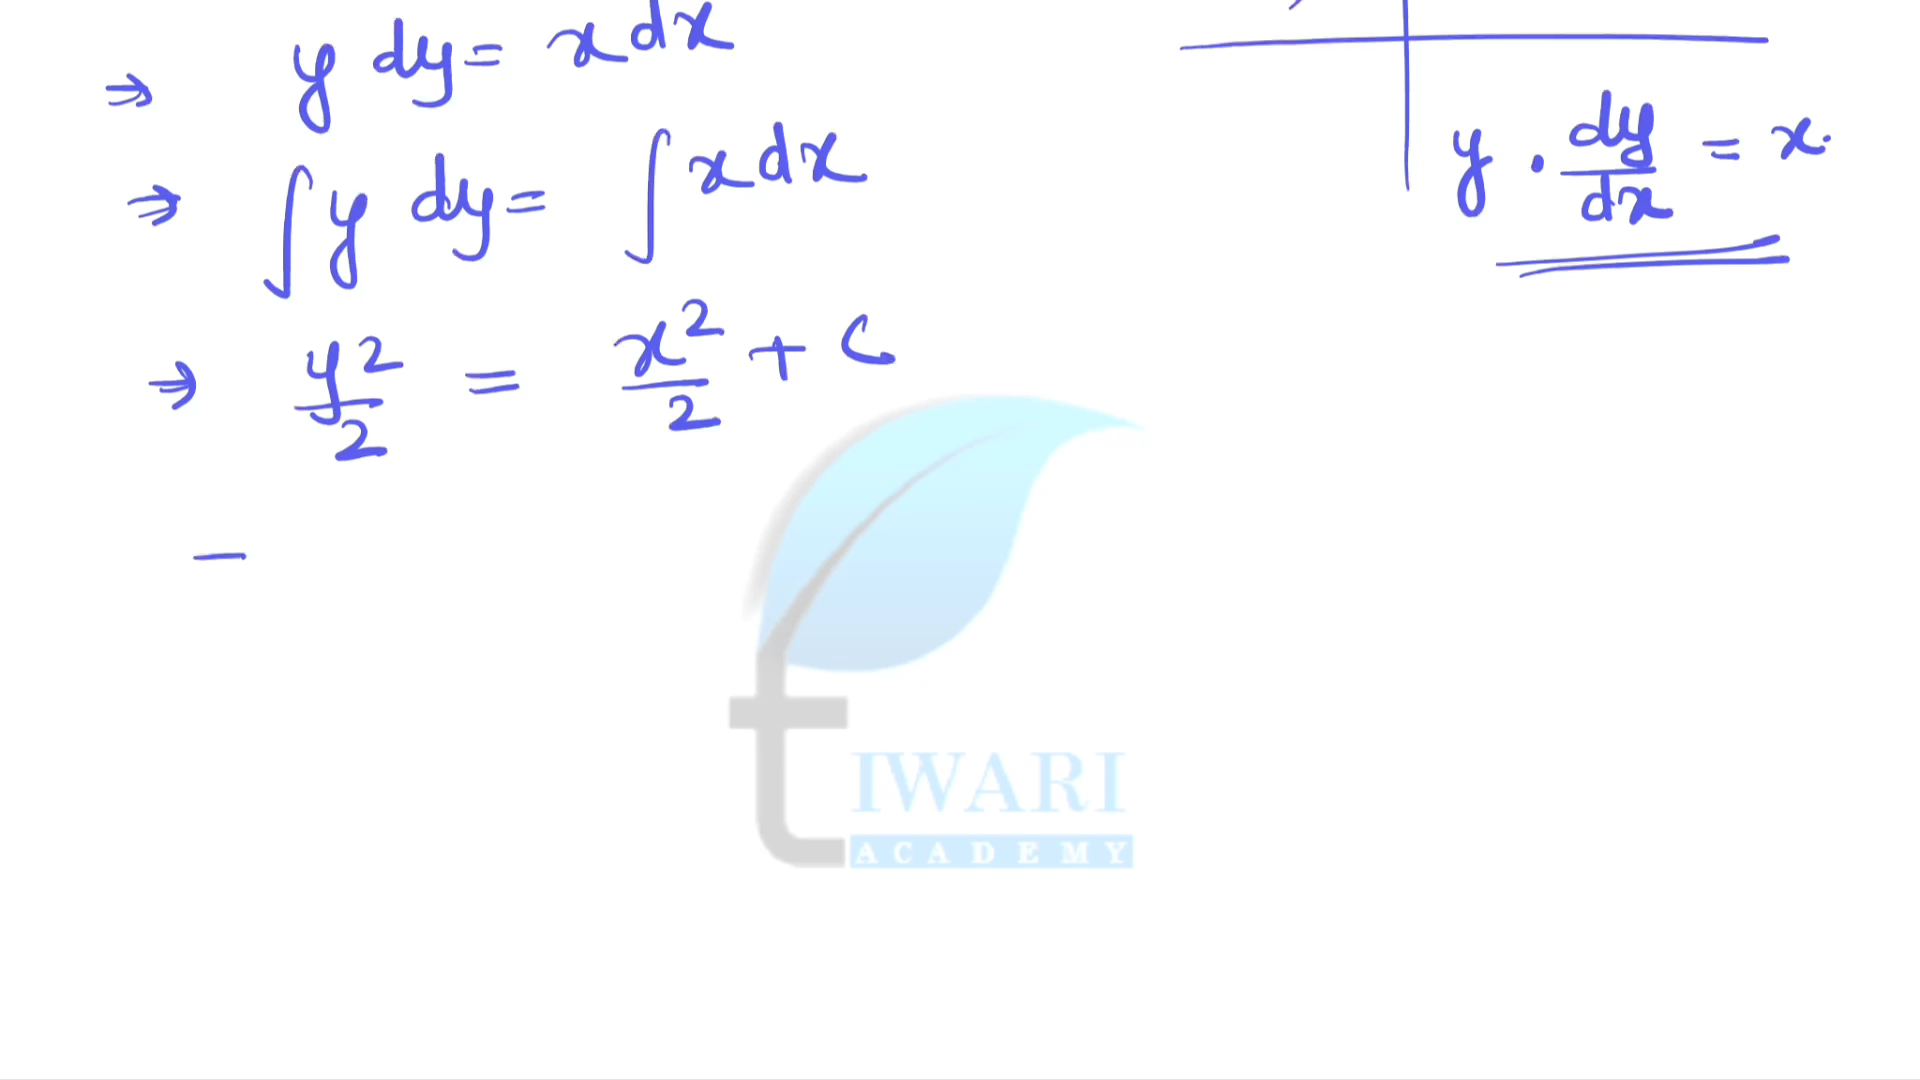 ⇒ y dy = x dx
⇒ ∫ y dy = ∫ x dx
⇒ y²/2 = x²/2 + C
y · dy/dx = x.
tIWARI
ACADEMY